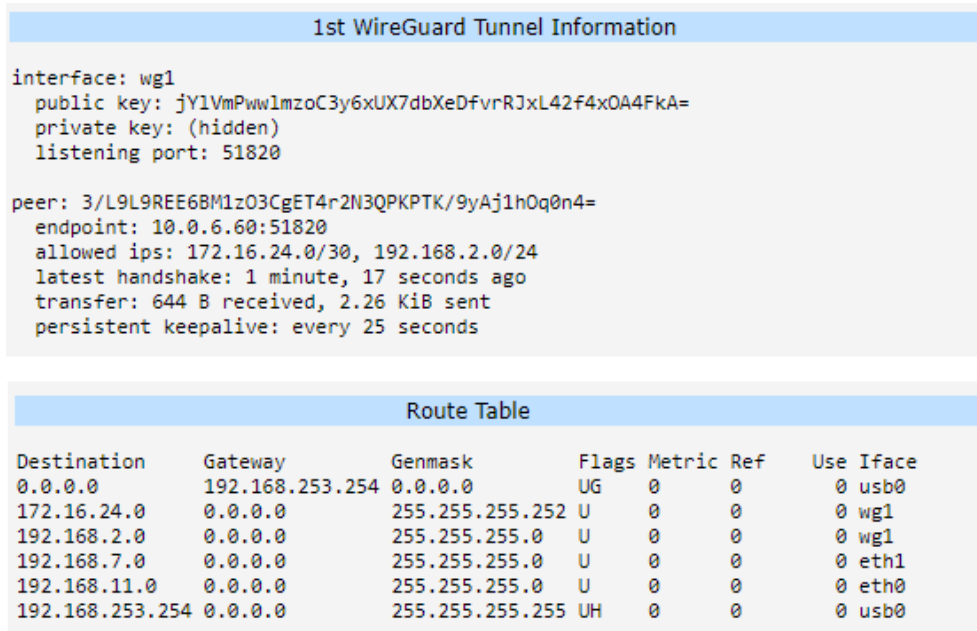 1st WireGuard Tunnel Information
interface: wg1
public key: jYlVmPwwlmzoC3y6xUX7dbXeDfvrRJxL42f4xOA4FkA=
private key: (hidden)
listening port: 51820
peer: 3/L9L9REE6BM1zO3CgET4r2N3QPKPTK/9yAj1hOq0n4=
endpoint: 10.0.6.60:51820
allowed ips: 172.16.24.0/30, 192.168.2.0/24
latest handshake: 1 minute, 17 seconds ago
transfer: 644 B received, 2.26 KiB sent
persistent keepalive: every 25 seconds
Route Table
Destination Gateway Genmask Flags Metric Ref Use Iface
0.0.0.0 192.168.253.254 0.0.0.0 UG 0 0 0 usb0
172.16.24.0 0.0.0.0 255.255.255.252 U 0 0 0 wg1
192.168.2.0 0.0.0.0 255.255.255.0 U 0 0 0 wg1
192.168.7.0 0.0.0.0 255.255.255.0 U 0 0 0 eth1
192.168.11.0 0.0.0.0 255.255.255.0 U 0 0 0 eth0
192.168.253.254 0.0.0.0 255.255.255.255 UH 0 0 0 usb0